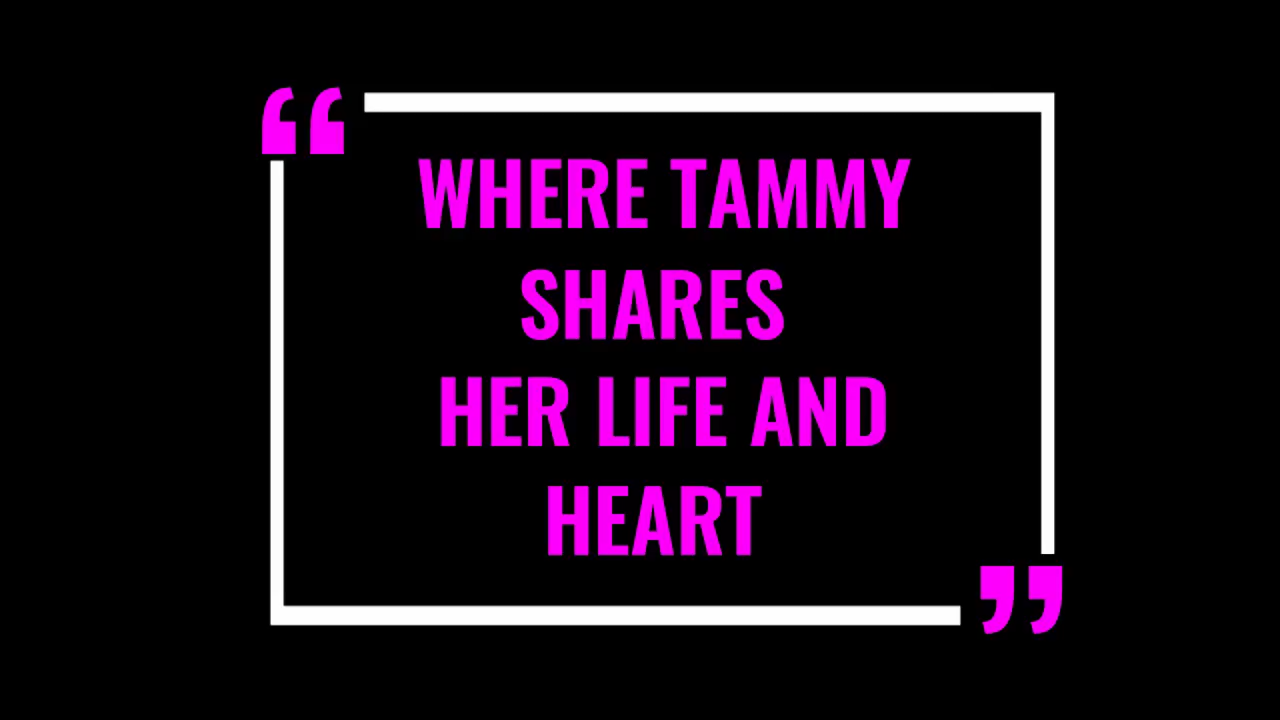 “
WHERE TAMMY
SHARES
HER LIFE AND
HEART
”